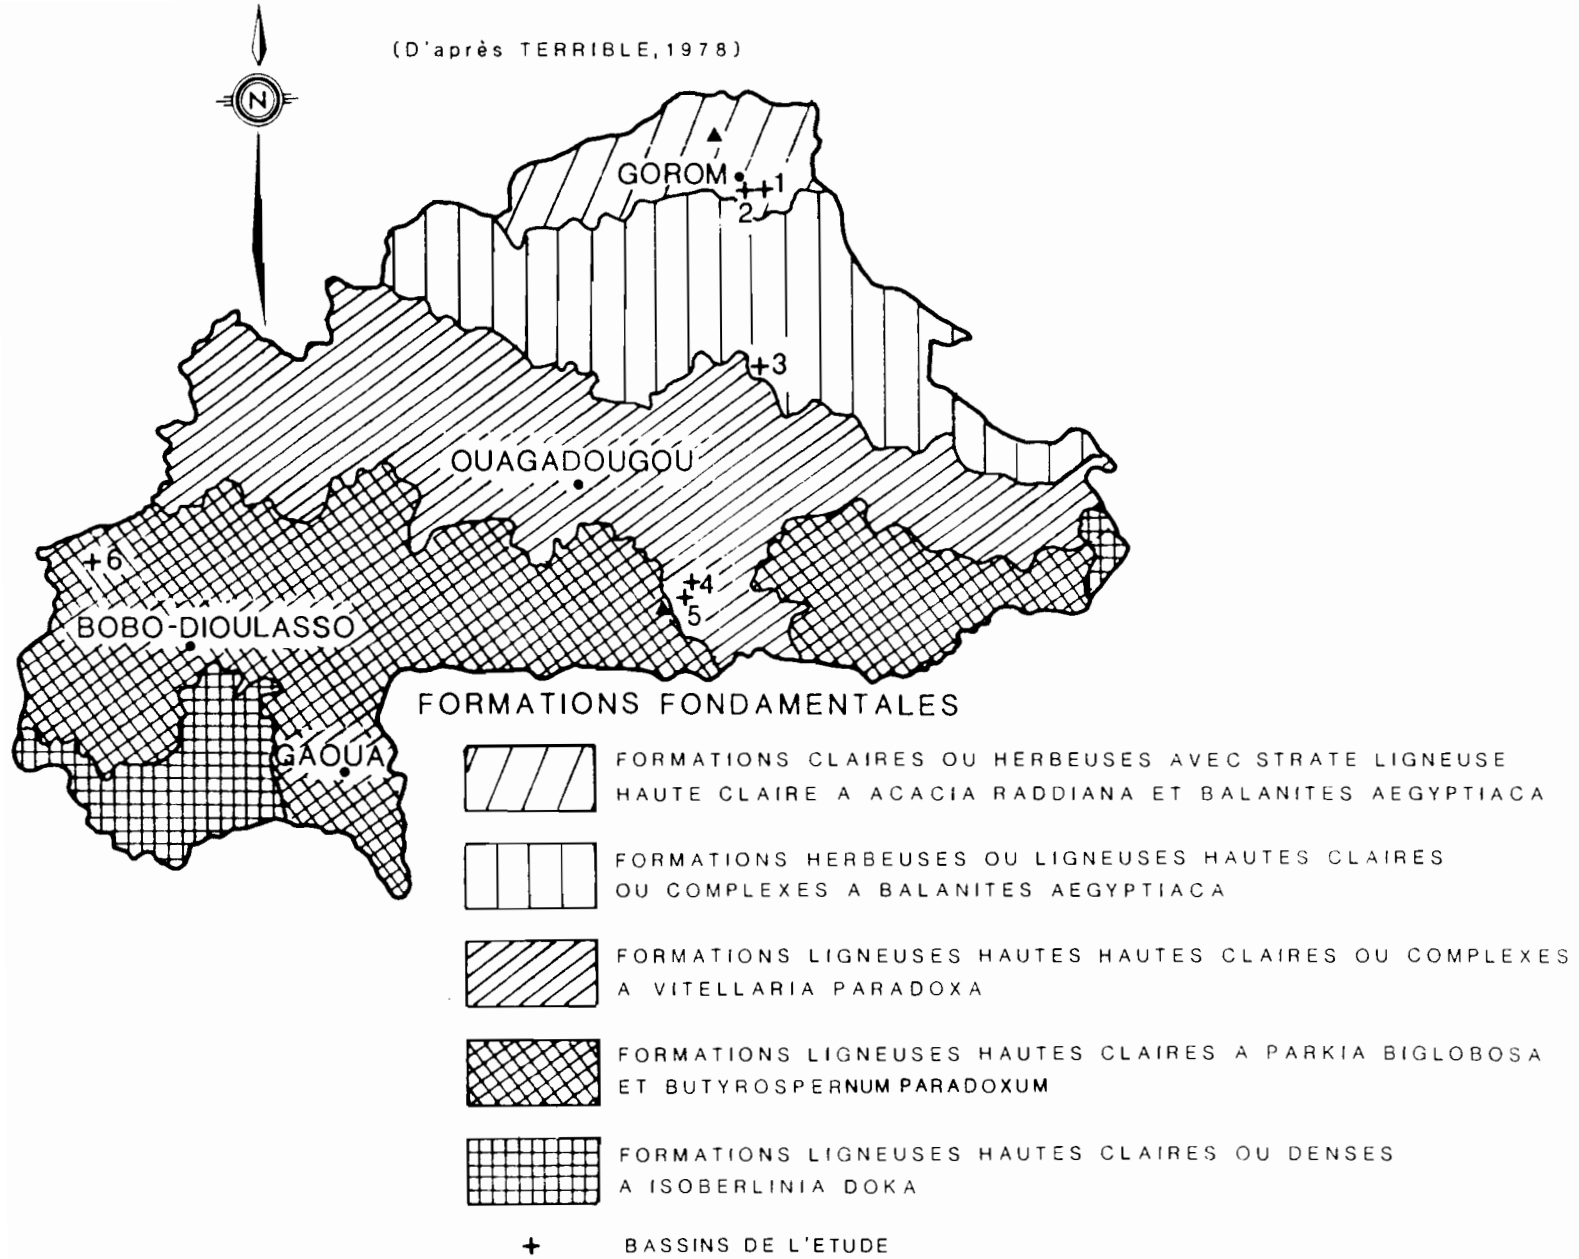 (D'après TERRIBLE,1978)
N
GOROM
1
2
3
OUAGADOUGOU
6
4
5
BOBO-DIOULASSO
GAOUA
FORMATIONS FONDAMENTALES
FORMATIONS CLAIRES OU HERBEUSES AVEC STRATE LIGNEUSE
HAUTE CLAIRE A ACACIA RADDIANA ET BALANITES AEGYPTIACA
FORMATIONS HERBEUSES OU LIGNEUSES HAUTES CLAIRES
OU COMPLEXES A BALANITES AEGYPTIACA
FORMATIONS LIGNEUSES HAUTES HAUTES CLAIRES OU COMPLEXES
A VITELLARIA PARADOXA
FORMATIONS LIGNEUSES HAUTES CLAIRES A PARKIA BIGLOBOSA
ET BUTYROSPERNUM PARADOXUM
FORMATIONS LIGNEUSES HAUTES CLAIRES OU DENSES
A ISOBERLINIA DOKA
+ BASSINS DE L'ETUDE